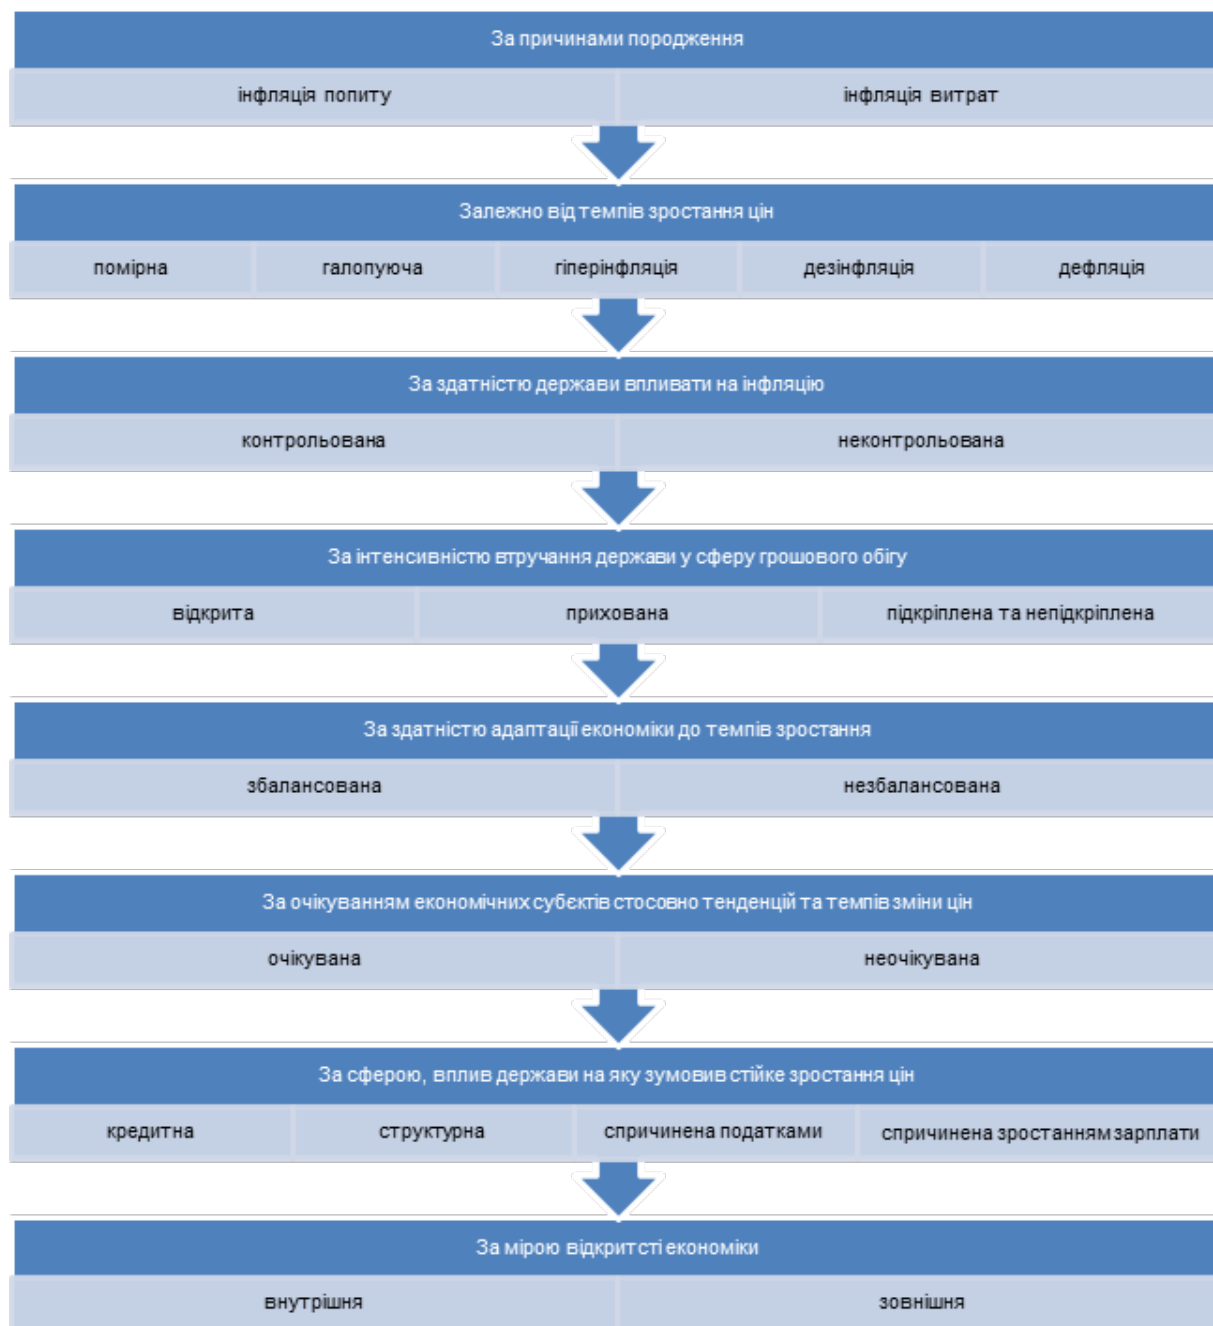 За причинами породження
інфляція попиту
інфляція витрат
Залежно від темпів зростання цін
помірна
галопуюча
гіперінфляція
дезінфляція
дефляція
За здатністю держави впливати на інфляцію
контрольована
неконтрольована
За інтенсивністю втручання держави у сферу грошового обігу
відкрита
прихована
підкріплена та непідкріплена
За здатністю адаптації економіки до темпів зростання
збалансована
незбалансована
За очікуванням економічних субєктів стосовно тенденцій та темпів зміни цін
очікувана
неочікувана
За сферою, вплив держави на яку зумовив стійке зростання цін
кредитна
структурна
спричинена податками
спричинена зростанням зарплати
За мірою відкритсті економіки
внутрішня
зовнішня